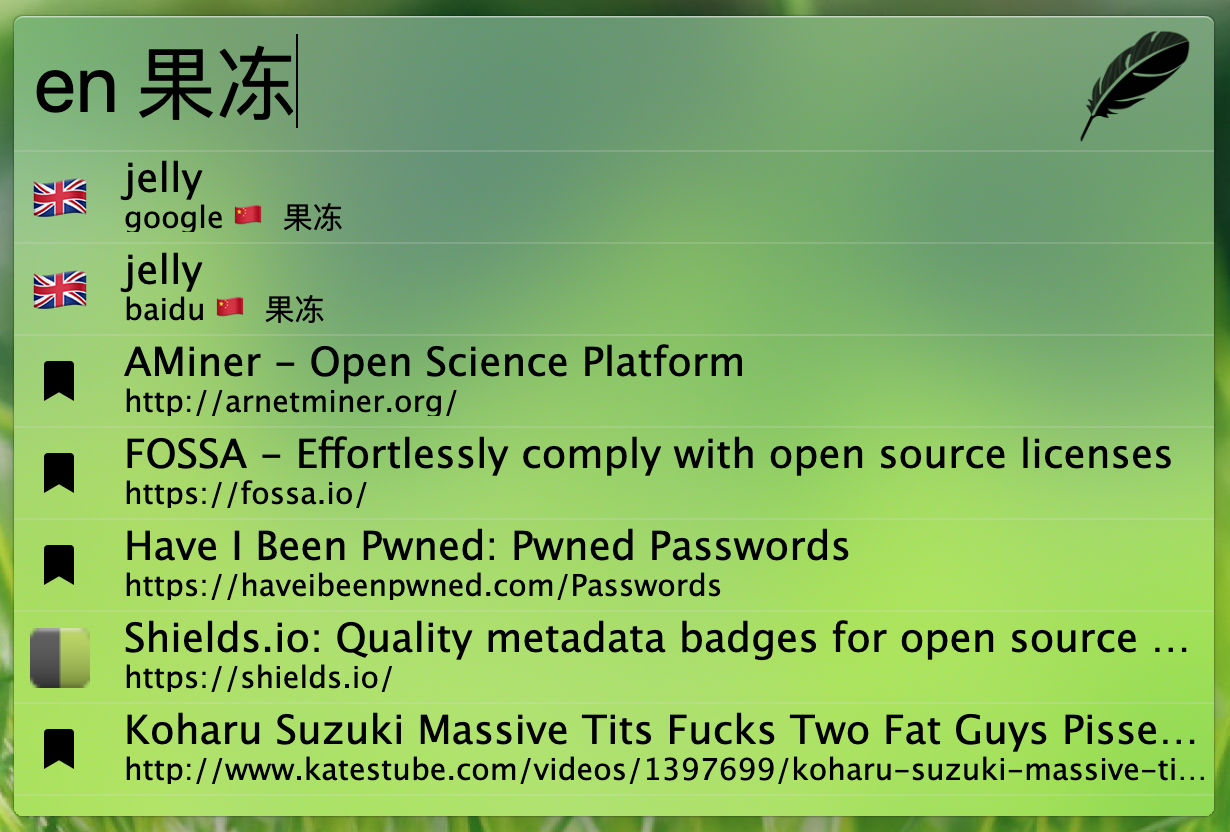 en 果冻
jelly
google 🇨🇳 果冻
jelly
baidu 🇨🇳 果冻
AMiner – Open Science Platform
http://arnetminer.org/
FOSSA – Effortlessly comply with open source licenses
https://fossa.io/
Have I Been Pwned: Pwned Passwords
https://haveibeenpwned.com/Passwords
Shields.io: Quality metadata badges for open source ...
https://shields.io/
Koharu Suzuki Massive Tits Fucks Two Fat Guys Pisse...
http://www.katestube.com/videos/1397699/koharu-suzuki-massive-ti...